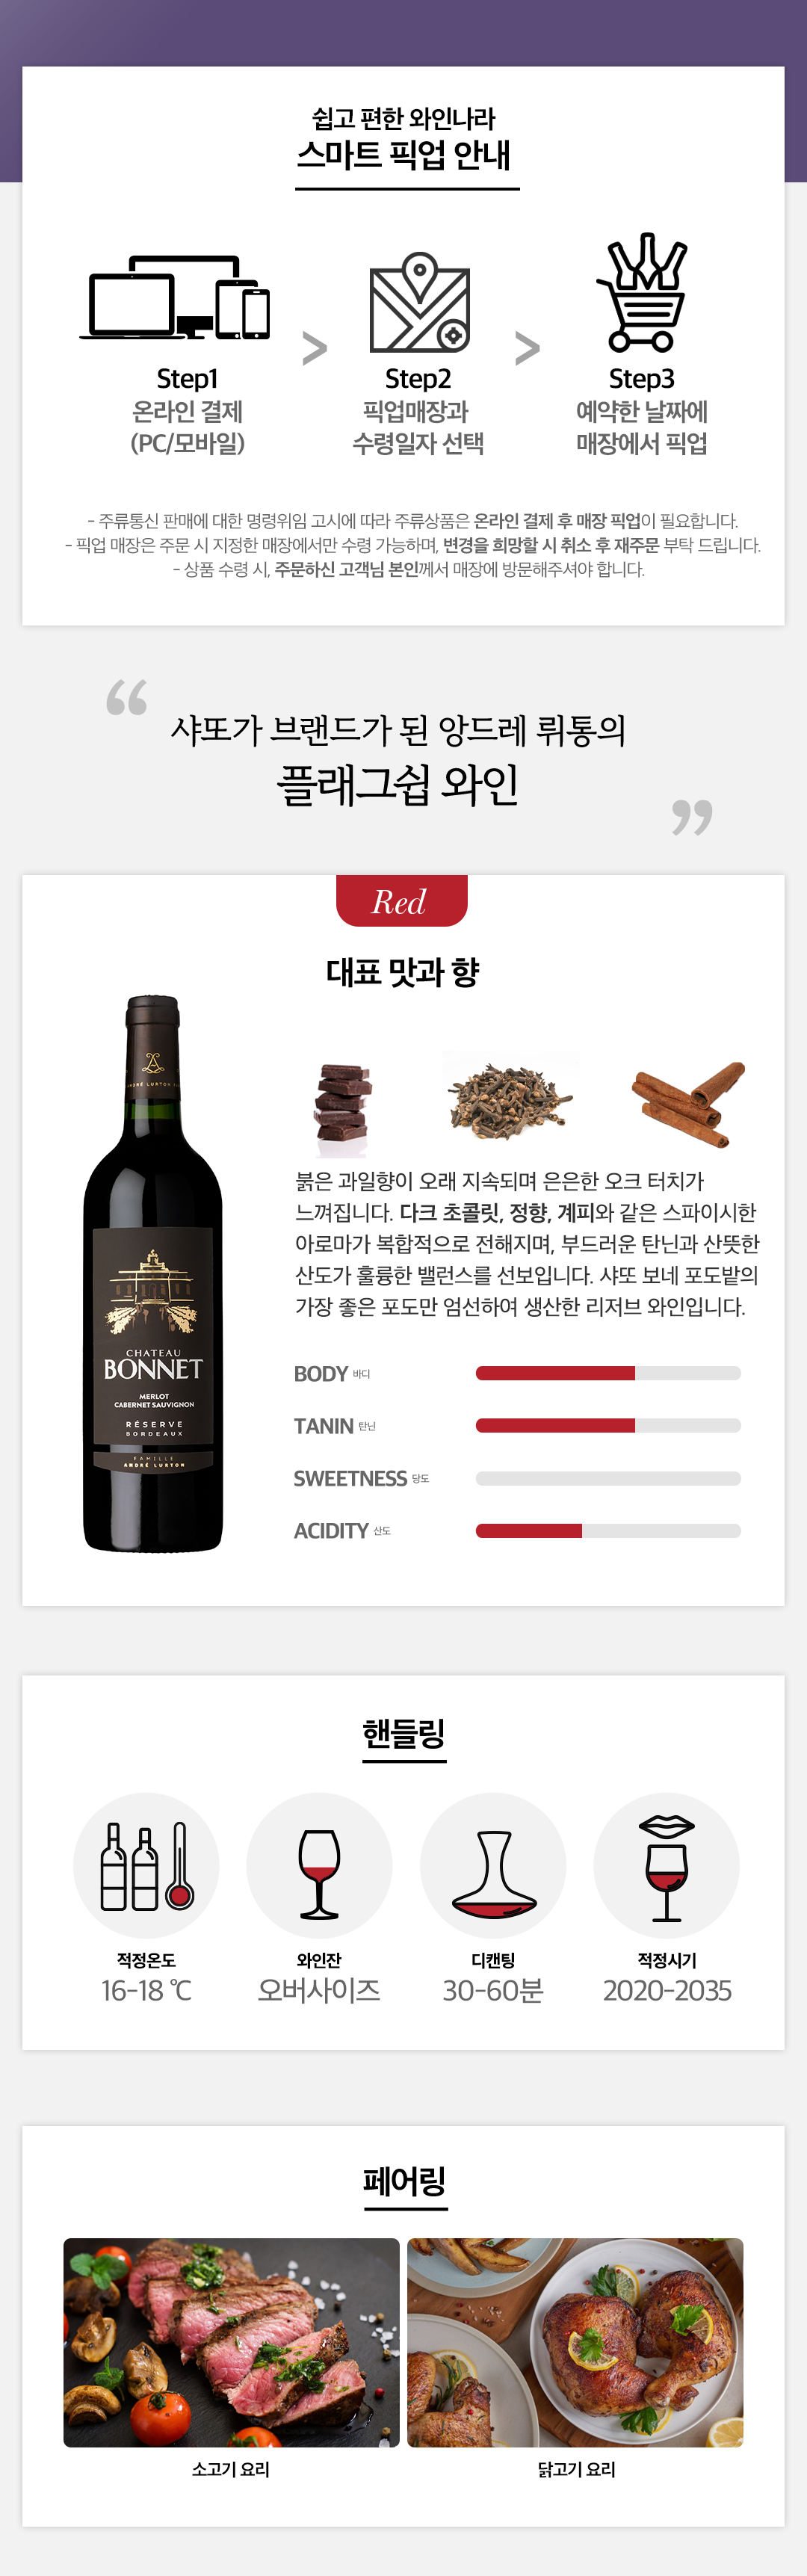 쉽고 편한 와인나라
스마트 픽업 안내
Step1
온라인 결제
(PC/모바일)
>
Step2
픽업매장과
수령일자 선택
>
Step3
예약한 날짜에
매장에서 픽업
- 주류통신 판매에 대한 명령위임 고시에 따라 주류상품은 온라인 결제 후 매장 픽업이 필요합니다.
- 픽업 매장은 주문 시 지정한 매장에서만 수령 가능하며, 변경을 희망할 시 취소 후 재주문 부탁 드립니다.
- 상품 수령 시, 주문하신 고객님 본인께서 매장에 방문해주셔야 합니다.
“
샤또가 브랜드가 된 앙드레 뤼통의
플래그쉽 와인
”
Red
대표 맛과 향
CHATEAU
BONNET
MERLOT
CABERNET SAUVIGNON
RÉSERVE
BORDEAUX
FAMILLE
ANDRÉ LURTON
붉은 과일향이 오래 지속되며 은은한 오크 터치가
느껴집니다. 다크 초콜릿, 정향, 계피와 같은 스파이시한
아로마가 복합적으로 전해지며, 부드러운 탄닌과 산뜻한
산도가 훌륭한 밸런스를 선보입니다. 샤또 보네 포도밭의
가장 좋은 포도만 엄선하여 생산한 리저브 와인입니다.
BODY 바디
TANIN 탄닌
SWEETNESS 당도
ACIDITY 산도
핸들링
적정온도
16-18 ℃
와인잔
오버사이즈
디캔팅
30-60분
적정시기
2020-2035
페어링
소고기 요리
닭고기 요리